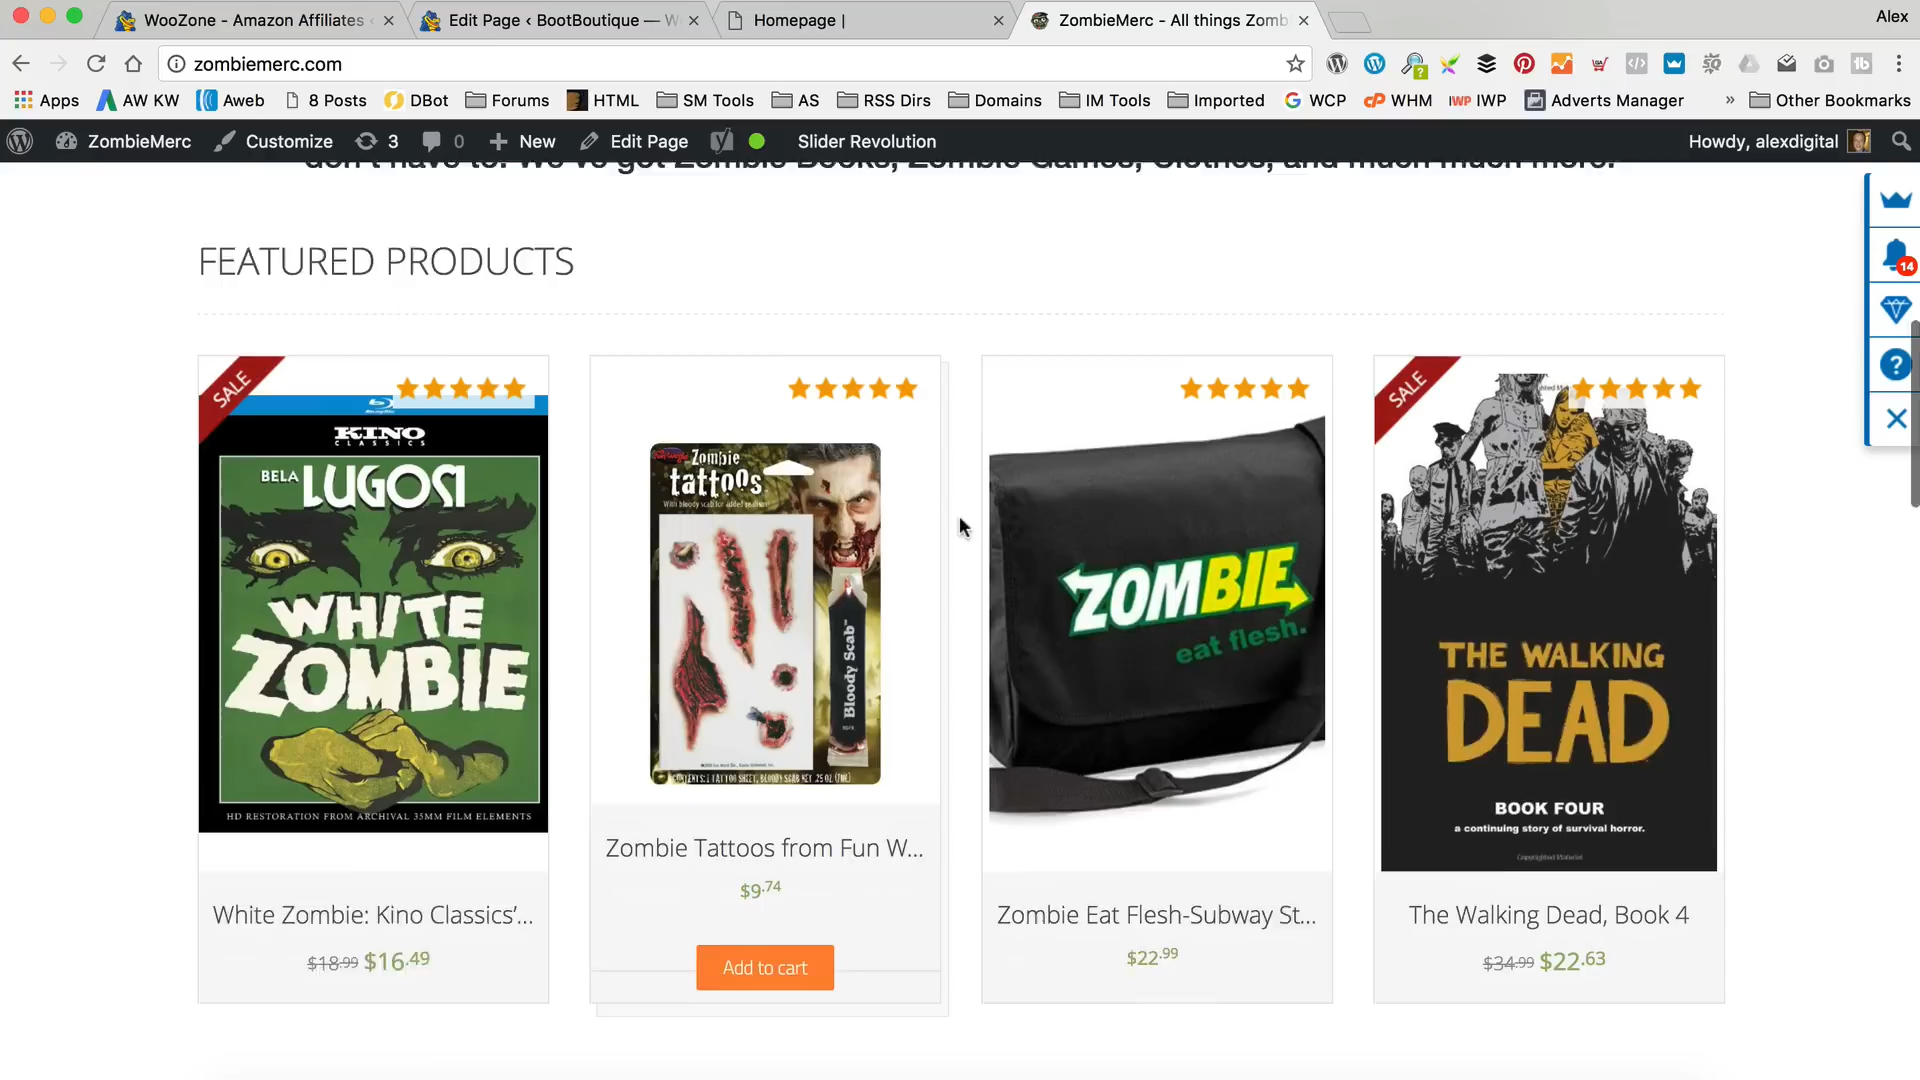 WooZone - Amazon Affiliates
Edit Page ‹ BootBoutique — W
Homepage |
ZombieMerc - All things Zomb
Alex
zombiemerc.com
Apps
AW KW
Aweb
8 Posts
DBot
Forums
HTML
SM Tools
AS
RSS Dirs
Domains
IM Tools
Imported
WCP
WHM
IWP
Adverts Manager
»
Other Bookmarks
ZombieMerc
Customize
3
0
New
Edit Page
Slider Revolution
Howdy, alexdigital
don't have to! We've got Zombie Books, Zombie Games, Clothes, and much much more!
14
FEATURED PRODUCTS
SALE
KINO
CLASSICS
BELA LUGOSI
WHITE
ZOMBIE
HD RESTORATION FROM ARCHIVAL 35MM FILM ELEMENTS
White Zombie: Kino Classics'...
$18.99 $16.49
Zombie
tattoos
With bloody scab for added realism
Bloody Scab™
Zombie Tattoos from Fun W...
$9.74
Add to cart
ZOMBIE
eat flesh.
Zombie Eat Flesh-Subway St...
$22.99
SALE
THE WALKING
DEAD
BOOK FOUR
a continuing story of survival horror.
Copyrighted Material
The Walking Dead, Book 4
$34.99 $22.63